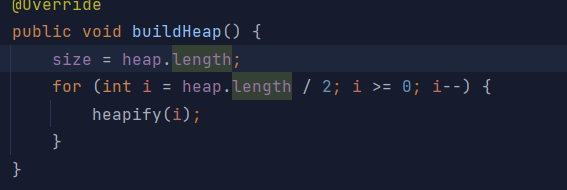 @Override
public void buildHeap() {
    size = heap.length;
    for (int i = heap.length / 2; i >= 0; i--) {
        heapify(i);
    }
}